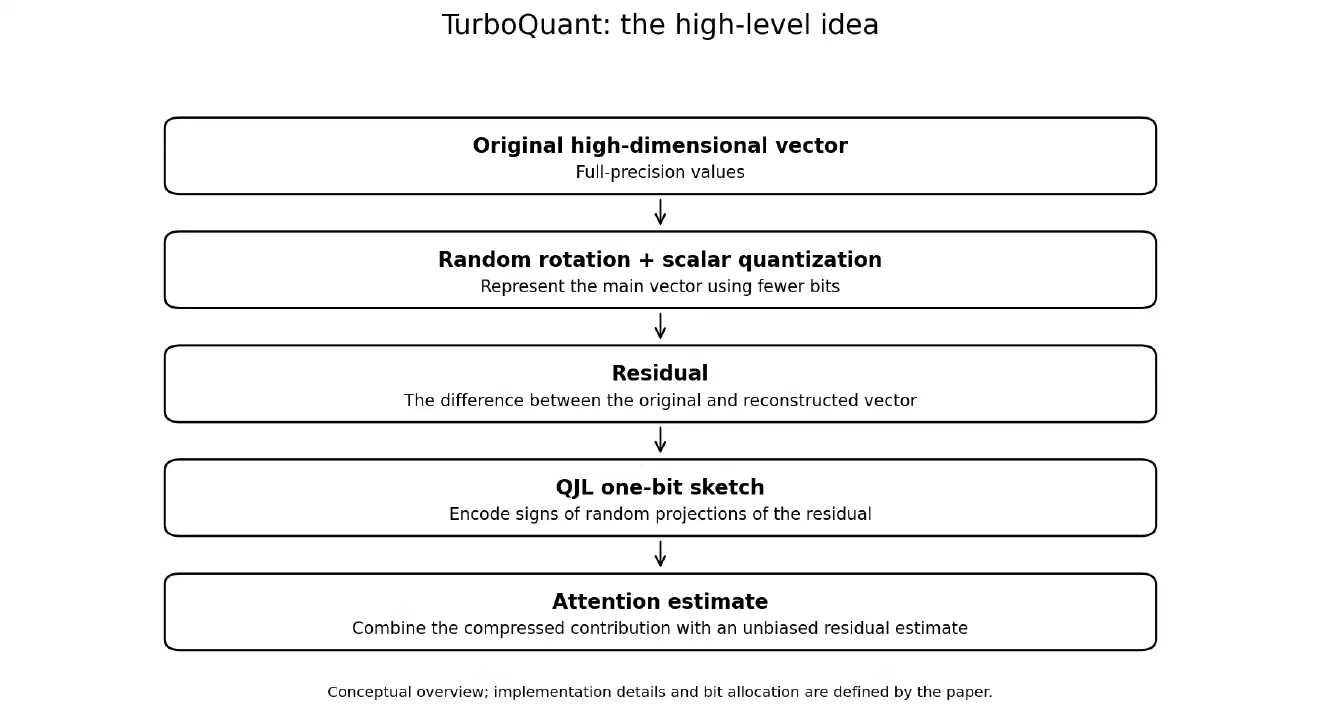 TurboQuant: the high-level idea
Original high-dimensional vector
Full-precision values
Random rotation + scalar quantization
Represent the main vector using fewer bits
Residual
The difference between the original and reconstructed vector
QJL one-bit sketch
Encode signs of random projections of the residual
Attention estimate
Combine the compressed contribution with an unbiased residual estimate
Conceptual overview; implementation details and bit allocation are defined by the paper.